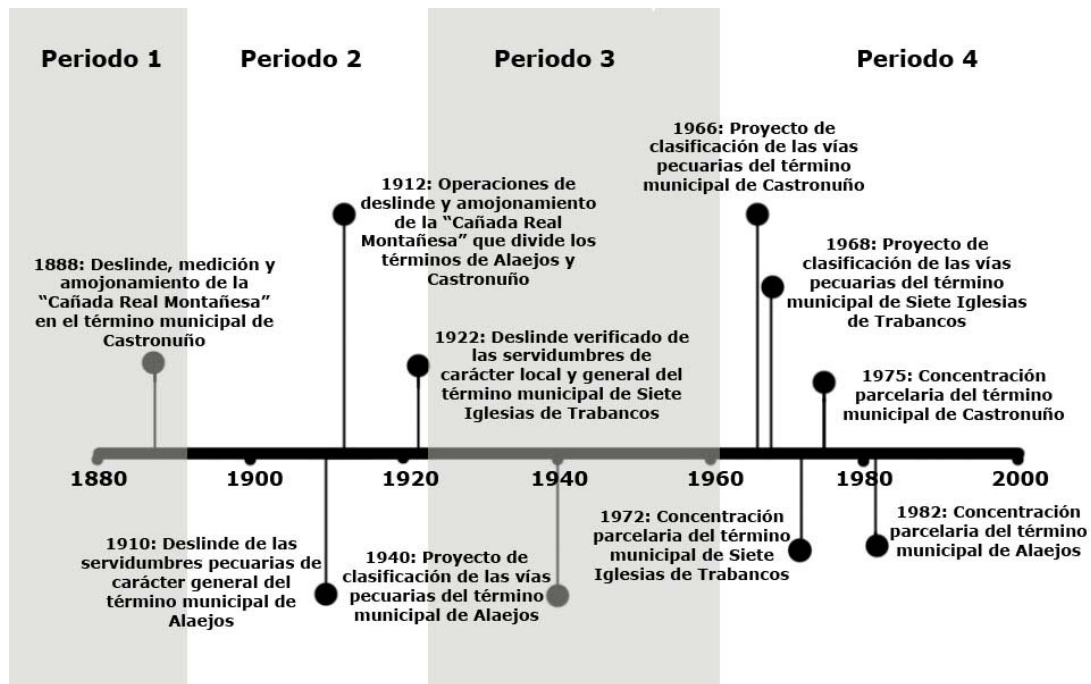 Periodo 1
Periodo 2
Periodo 3
Periodo 4
1888: Deslinde, medición y
amojonamiento de la
“Cañada Real Montañesa”
en el término municipal de
Castronuño
1912: Operaciones de
deslinde y amojonamiento
de la “Cañada Real
Montañesa” que divide los
términos de Alaejos y
Castronuño
1922: Deslinde verificado de
las servidumbres de
carácter local y general del
término municipal de Siete
Iglesias de Trabancos
1966: Proyecto de
clasificación de las vías
pecuarias del término
municipal de Castronuño
1968: Proyecto de
clasificación de las vías
pecuarias del término
municipal de Siete Iglesias
de Trabancos
1975: Concentración
parcelaria del término
municipal de Castronuño
1880
1900
1920
1940
1960
1980
2000
1910: Deslinde de las
servidumbres pecuarias de
carácter general del
término municipal de
Alaejos
1940: Proyecto de
clasificación de las vías
pecuarias del término
municipal de Alaejos
1972: Concentración
parcelaria del término
municipal de Siete
Iglesias de Trabancos
1982: Concentración
parcelaria del término
municipal de Alaejos